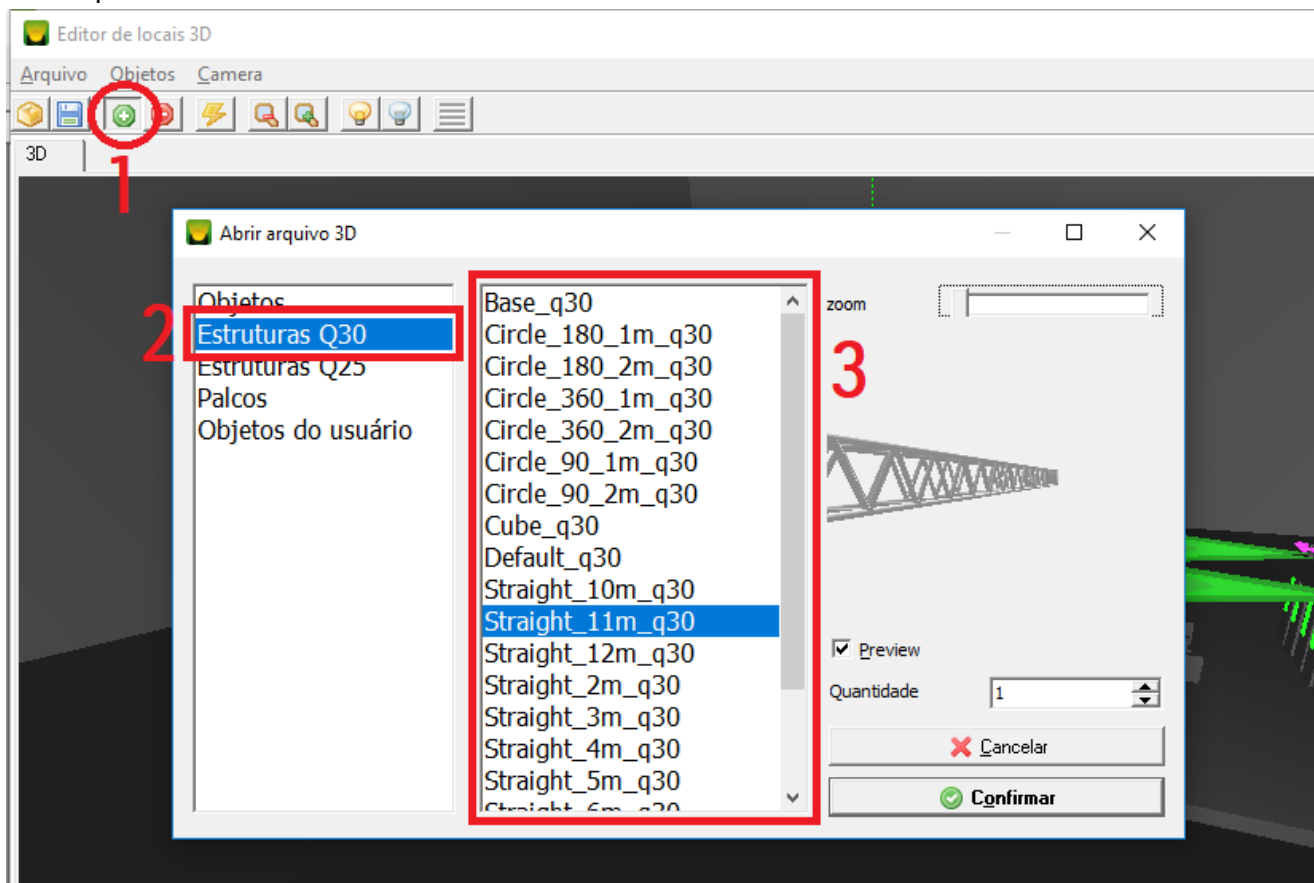 Editor de locais 3D
Arquivo Objetos Camera
1
3D
Abrir arquivo 3D
2
Objetos
Estruturas Q30
Estruturas Q25
Palcos
Objetos do usuário
Base_q30
Circle_180_1m_q30
Circle_180_2m_q30
Circle_360_1m_q30
Circle_360_2m_q30
Circle_90_1m_q30
Circle_90_2m_q30
Cube_q30
Default_q30
Straight_10m_q30
Straight_11m_q30
Straight_12m_q30
Straight_2m_q30
Straight_3m_q30
Straight_4m_q30
Straight_5m_q30
Straight_6m_q30
zoom
3
Preview
Quantidade 1
Cancelar
Confirmar